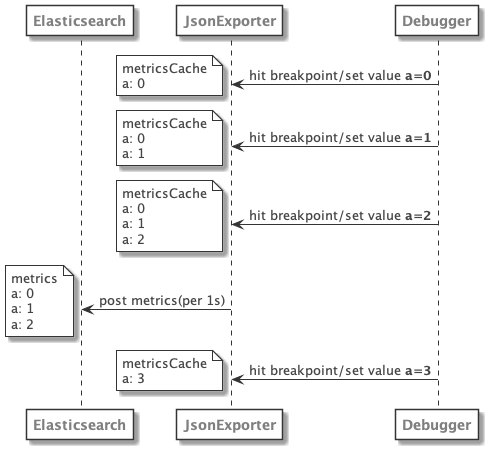 Elasticsearch JsonExporter Debugger
metricsCache
a: 0
hit breakpoint/set value a=0
metricsCache
a: 0
a: 1
hit breakpoint/set value a=1
metricsCache
a: 0
a: 1
a: 2
hit breakpoint/set value a=2
metrics
a: 0
a: 1
a: 2
post metrics(per 1s)
metricsCache
a: 3
hit breakpoint/set value a=3
Elasticsearch JsonExporter Debugger